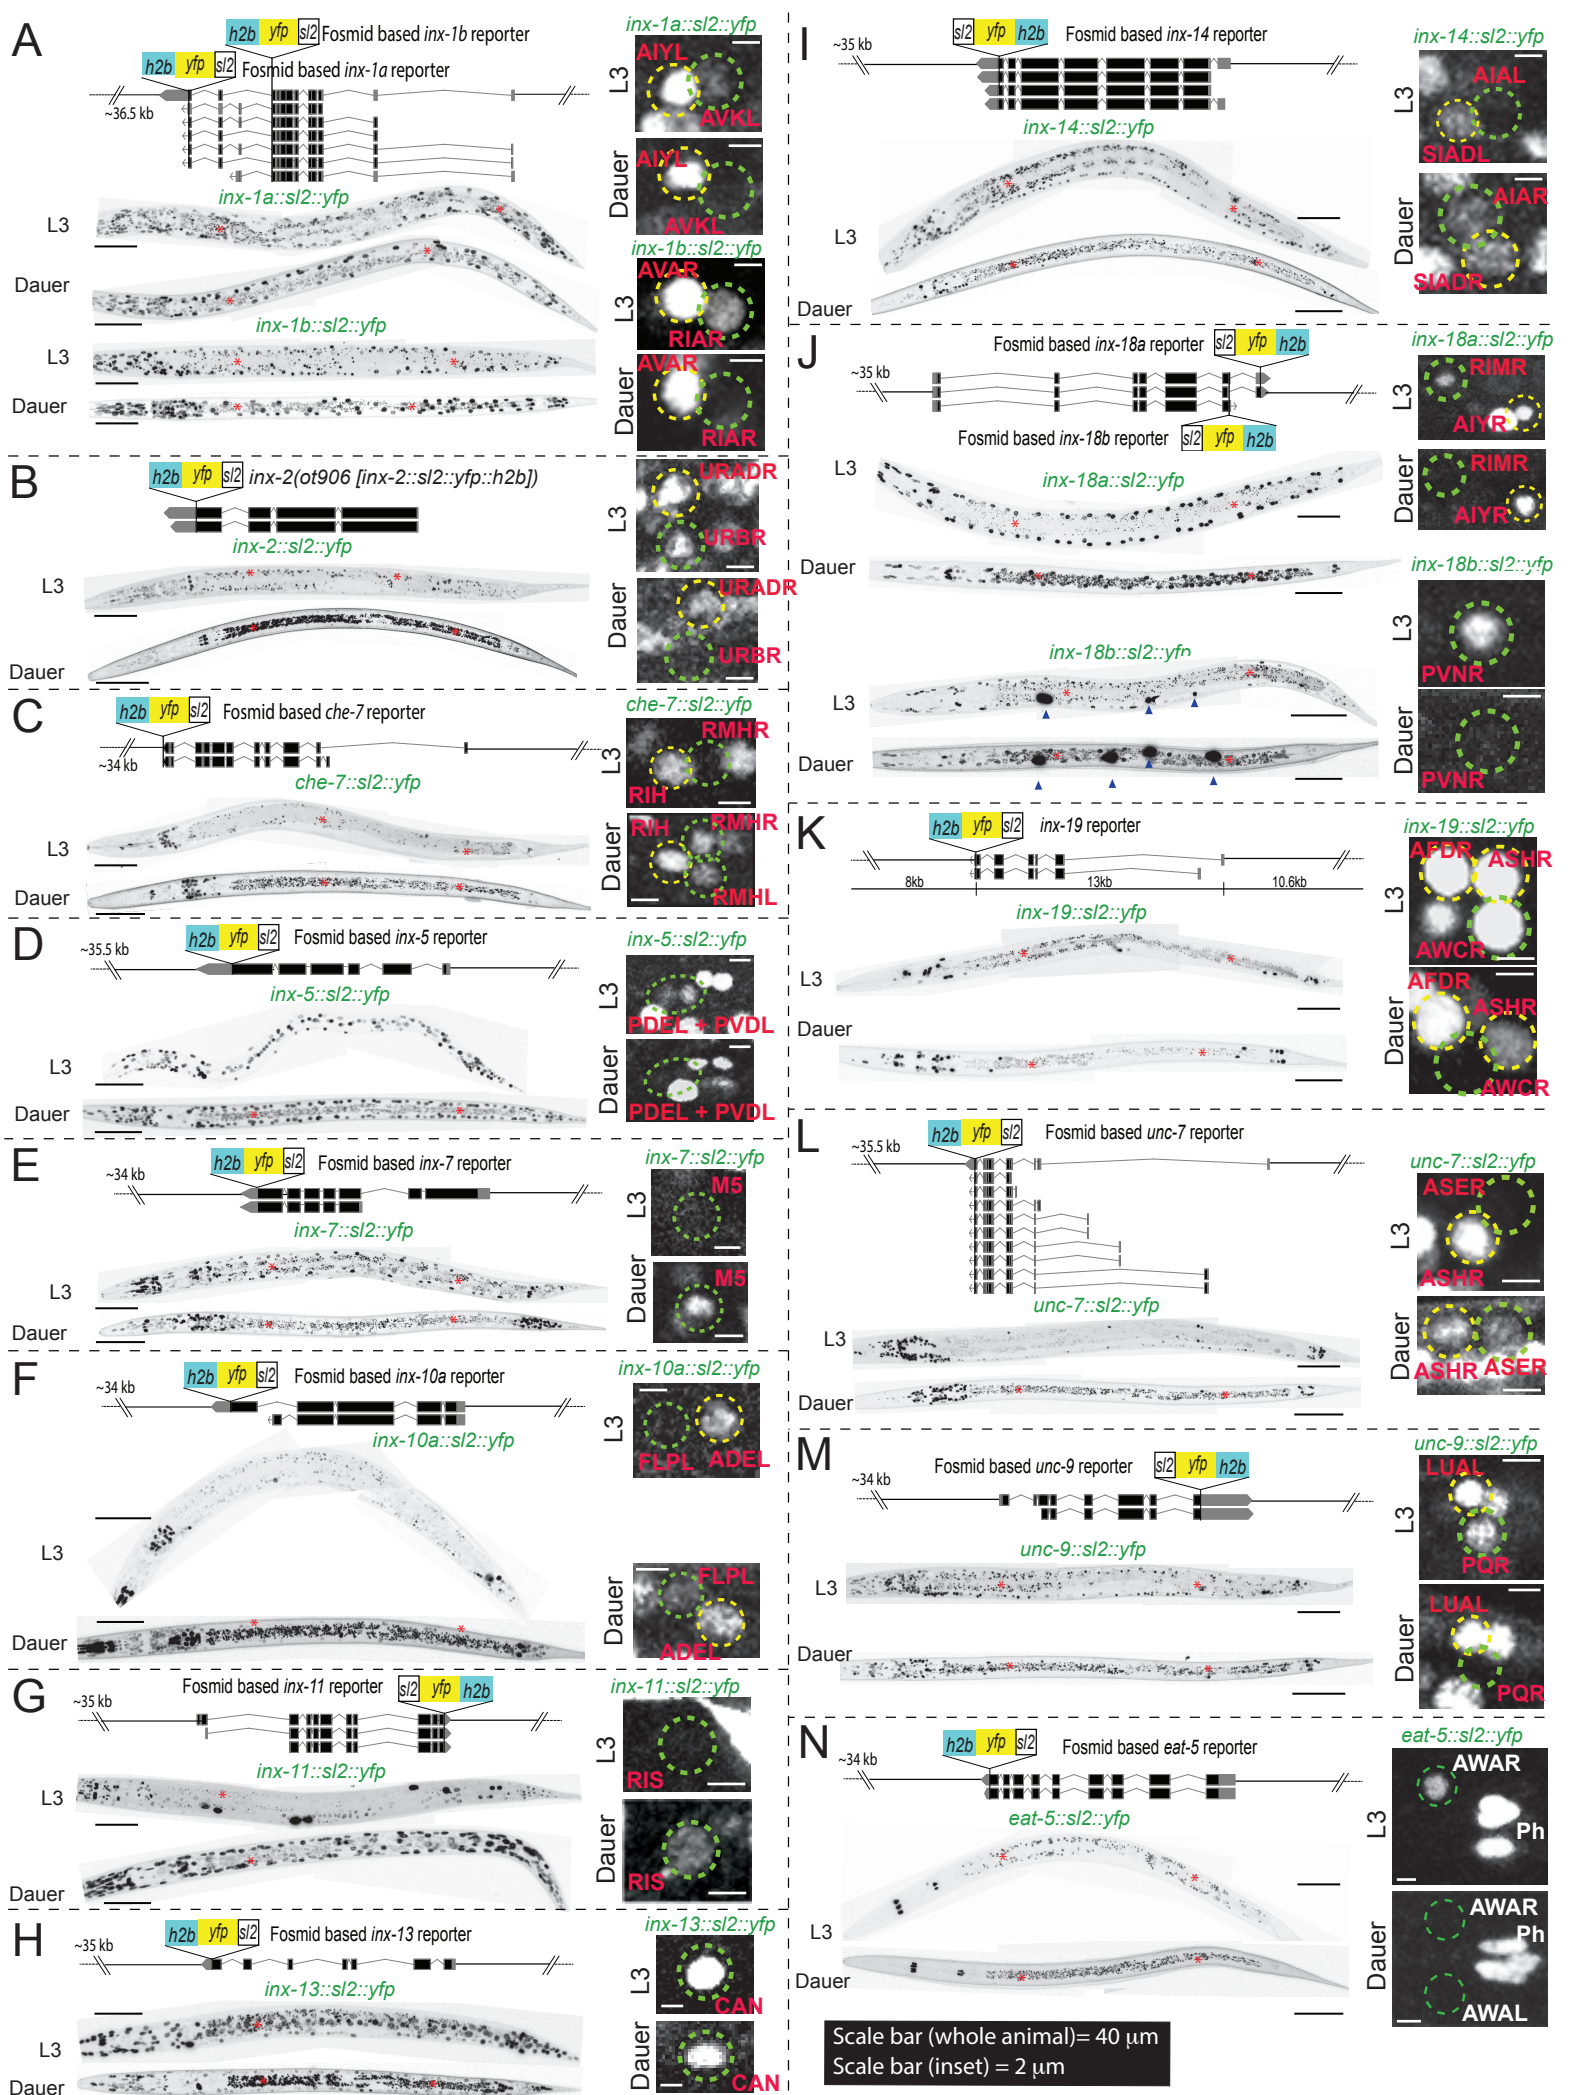 A
h2b yfp sl2 Fosmid based inx-1b reporter
h2b yfp sl2 Fosmid based inx-1a reporter
~36.5 kb
inx-1a::sl2::yfp
L3
Dauer
inx-1b::sl2::yfp
L3
Dauer
inx-1a::sl2::yfp
L3
AIYL
AVKL
Dauer
AIYL
AVKL
inx-1b::sl2::yfp
L3
AVAR
RIAR
Dauer
AVAR
RIAR
B
h2b yfp sl2 inx-2(ot906 [inx-2::sl2::yfp::h2b])
inx-2::sl2::yfp
L3
Dauer
L3
URADR
URBR
Dauer
URADR
URBR
C
h2b yfp sl2 Fosmid based che-7 reporter
~34 kb
che-7::sl2::yfp
L3
Dauer
che-7::sl2::yfp
L3
RMHR
RIH
Dauer
RIH
RMHR
RMHL
D
h2b yfp sl2 Fosmid based inx-5 reporter
~35.5 kb
inx-5::sl2::yfp
L3
Dauer
inx-5::sl2::yfp
L3
PDEL + PVDL
Dauer
PDEL + PVDL
E
h2b yfp sl2 Fosmid based inx-7 reporter
~34 kb
inx-7::sl2::yfp
L3
Dauer
inx-7::sl2::yfp
L3
M5
Dauer
M5
F
h2b yfp sl2 Fosmid based inx-10a reporter
~34 kb
inx-10a::sl2::yfp
L3
Dauer
inx-10a::sl2::yfp
L3
FLPL ADEL
Dauer
FLPL
ADEL
G
Fosmid based inx-11 reporter sl2 yfp h2b
~35 kb
inx-11::sl2::yfp
L3
Dauer
inx-11::sl2::yfp
L3
RIS
Dauer
RIS
H
h2b yfp sl2 Fosmid based inx-13 reporter
~35 kb
inx-13::sl2::yfp
L3
Dauer
inx-13::sl2::yfp
L3
CAN
Dauer
CAN
I
sl2 yfp h2b Fosmid based inx-14 reporter
~35 kb
inx-14::sl2::yfp
L3
Dauer
inx-14::sl2::yfp
L3
AIAL
SIADL
Dauer
AIAR
SIADR
J
Fosmid based inx-18a reporter sl2 yfp h2b
~35 kb
Fosmid based inx-18b reporter sl2 yfp h2b
L3
inx-18a::sl2::yfp
Dauer
inx-18b::sl2::yfp
L3
Dauer
inx-18a::sl2::yfp
L3
RIMR
AIYR
Dauer
RIMR
AIYR
inx-18b::sl2::yfp
L3
PVNR
Dauer
PVNR
K
h2b yfp sl2 inx-19 reporter
8kb 13kb 10.6kb
inx-19::sl2::yfp
L3
Dauer
inx-19::sl2::yfp
L3
AFDR ASHR
AWCR
Dauer
AFDR
ASHR
AWCR
L
h2b yfp sl2 Fosmid based unc-7 reporter
~35.5 kb
unc-7::sl2::yfp
L3
Dauer
unc-7::sl2::yfp
L3
ASER
ASHR
Dauer
ASHR ASER
M
Fosmid based unc-9 reporter sl2 yfp h2b
~34 kb
unc-9::sl2::yfp
L3
Dauer
unc-9::sl2::yfp
L3
LUAL
PQR
Dauer
LUAL
PQR
N
h2b yfp sl2 Fosmid based eat-5 reporter
~34 kb
eat-5::sl2::yfp
L3
Dauer
eat-5::sl2::yfp
L3
AWAR
Ph
Dauer
AWAR
Ph
AWAL
Scale bar (whole animal)= 40 µm
Scale bar (inset) = 2 µm